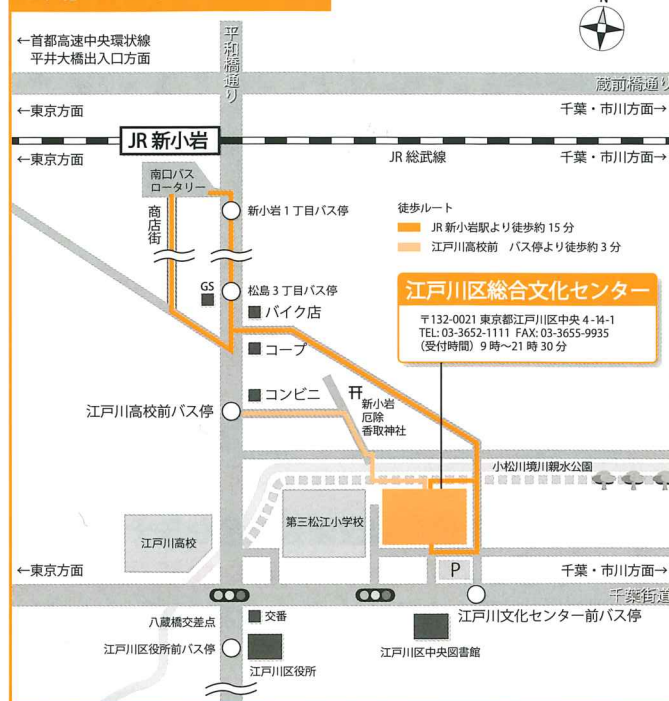 N
←首都高速中央環状線
平井大橋出入口方面
平和橋通り
蔵前橋通り
←東京方面
千葉・市川方面→
JR 新小岩
←東京方面
JR 総武線
千葉・市川方面→
南口バス
ロータリー
商店街
新小岩 1 丁目バス停
徒歩ルート
JR 新小岩駅より徒歩約 15 分
江戸川高校前 バス停より徒歩約 3 分
GS
松島 3 丁目バス停
バイク店
江戸川区総合文化センター
〒132-0021 東京都江戸川区中央 4-14-1
TEL: 03-3652-1111 FAX: 03-3655-9935
（受付時間）9 時～21 時 30 分
コープ
コンビニ
江戸川高校前バス停
新小岩
厄除
香取神社
小松川境川親水公園
第三松江小学校
江戸川高校
←東京方面
P
千葉・市川方面→
千葉街道
八蔵橋交差点
交番
江戸川文化センター前バス停
江戸川区役所前バス停
江戸川区役所
江戸川区中央図書館